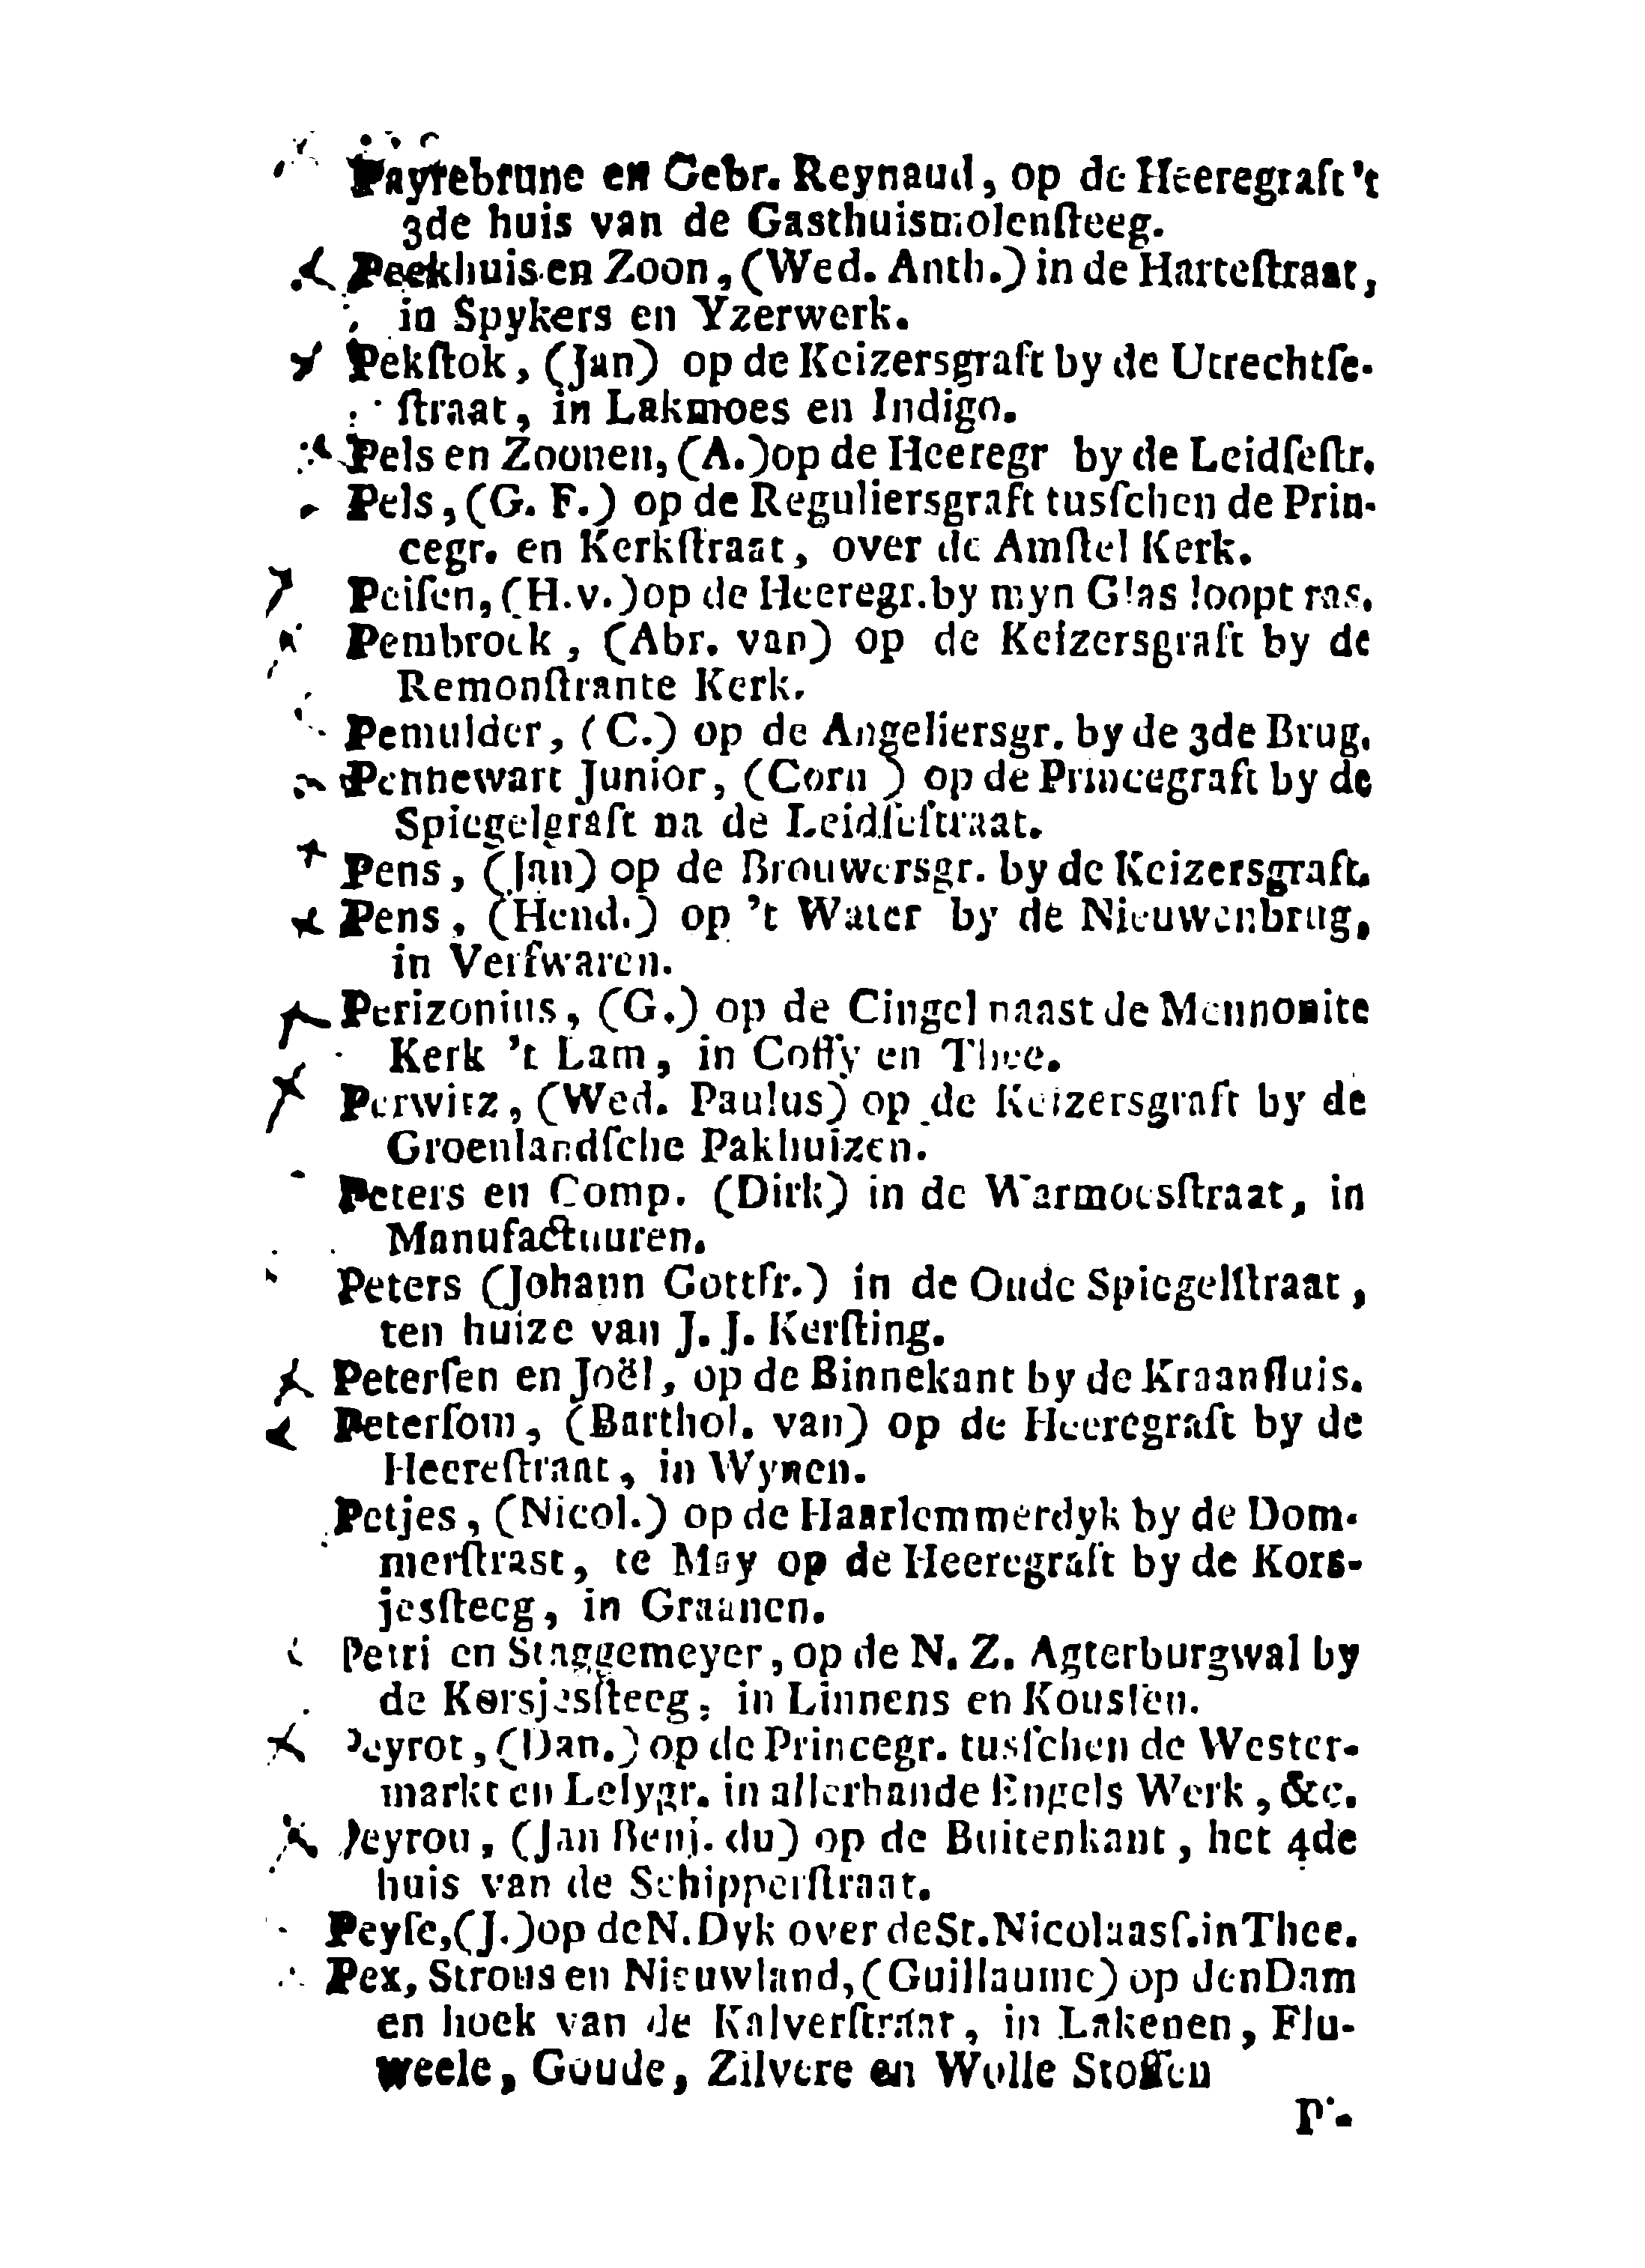 Payrebrune en Gebr. Reynaud, op de Heeregraft 't
3de huis van de Gasthuismolenſteeg.
Peekhuis en Zoon, (Wed. Anth.) in de Harteſtraat,
in Spykers en Yzerwerk.
Pekſtok, (Jan) op de Keizersgraft by de Utrechtſe-
ſtraat, in Lakmoes en Indigo.
Pels en Zoonen, (A.) op de Heeregr by de Leidſeſtr.
Pels, (G. F.) op de Reguliersgraft tusſchen de Prin-
cegr. en Kerkſtraat, over de Amſtel Kerk.
Peiſen, (H. v.) op de Heeregr. by myn Glas loopt ras.
Pembroek, (Abr. van) op de Keizersgraft by de
Remonſtrante Kerk.
Pemulder, (C.) op de Angeliersgr. by de 3de Brug.
Pennewart Junior, (Corn ) op de Princegraft by de
Spiegelgraft na de Leidſeſtraat.
Pens, (Jan) op de Brouwersgr. by de Keizersgraft.
Pens, (Hend.) op 't Water by de Nieuwenbrug,
in Verfwaren.
Perizonius, (G.) op de Cingel naast de Mennonite
Kerk 't Lam, in Coffy en Thee.
Perwitz, (Wed. Paulus) op de Keizersgraft by de
Groenlandſche Pakhuizen.
Peters en Comp. (Dirk) in de Warmoesſtraat, in
Manufactuuren.
Peters (Johann Gottfr.) in de Oude Spiegelſtraat,
ten huize van J. J. Kerſting.
Peterſen en Joël, op de Binnekant by de Kraanſluis.
Peterſom, (Barthol. van) op de Heeregraft by de
Heereſtraat, in Wynen.
Petjes, (Nicol.) op de Haarlemmerdyk by de Dom-
merſtrast, te May op de Heeregraft by de Kors-
jesſteeg, in Graanen.
Petri en Staggemeyer, op de N. Z. Agterburgwal by
de Korsjesſteeg, in Linnens en Kousſen.
Peyrot, (Dan.) op de Princegr. tusſchen de Wester-
markt en Lelygr. in allerhande Engels Werk, &c.
Peyrou, (Jan Benj. du) op de Buitenkant, het 4de
huis van de Schipperſtraat.
Peyſe, (J.) op de N. Dyk over de St. Nicolaasſ. in Thee.
Pex, Strous en Nieuwland, (Guillaume) op den Dam
en hoek van de Kalverſtraat, in Lakenen, Flu-
weele, Goude, Zilvere en Wolle Stoffen